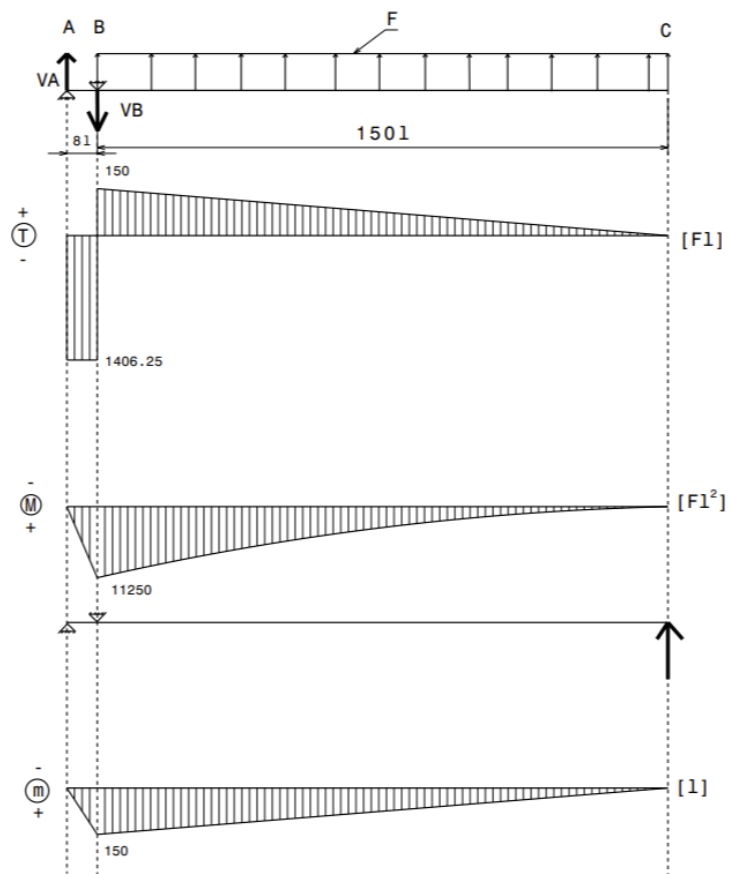 A B F C
VA
VB
8l 150l
150
+
T
-
[Fl]
1406.25
-
M
+
[Fl²]
11250
-
m
+
[l]
150